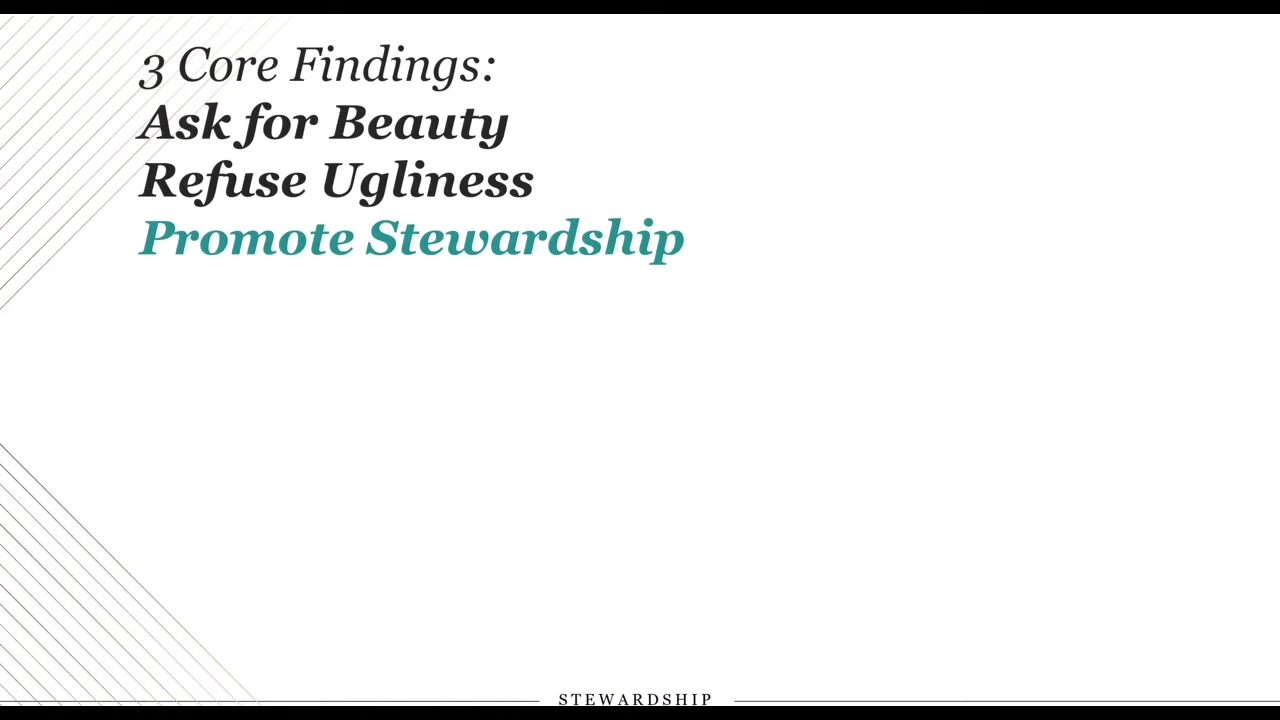 3 Core Findings:
Ask for Beauty
Refuse Ugliness
Promote Stewardship
STEWARDSHIP